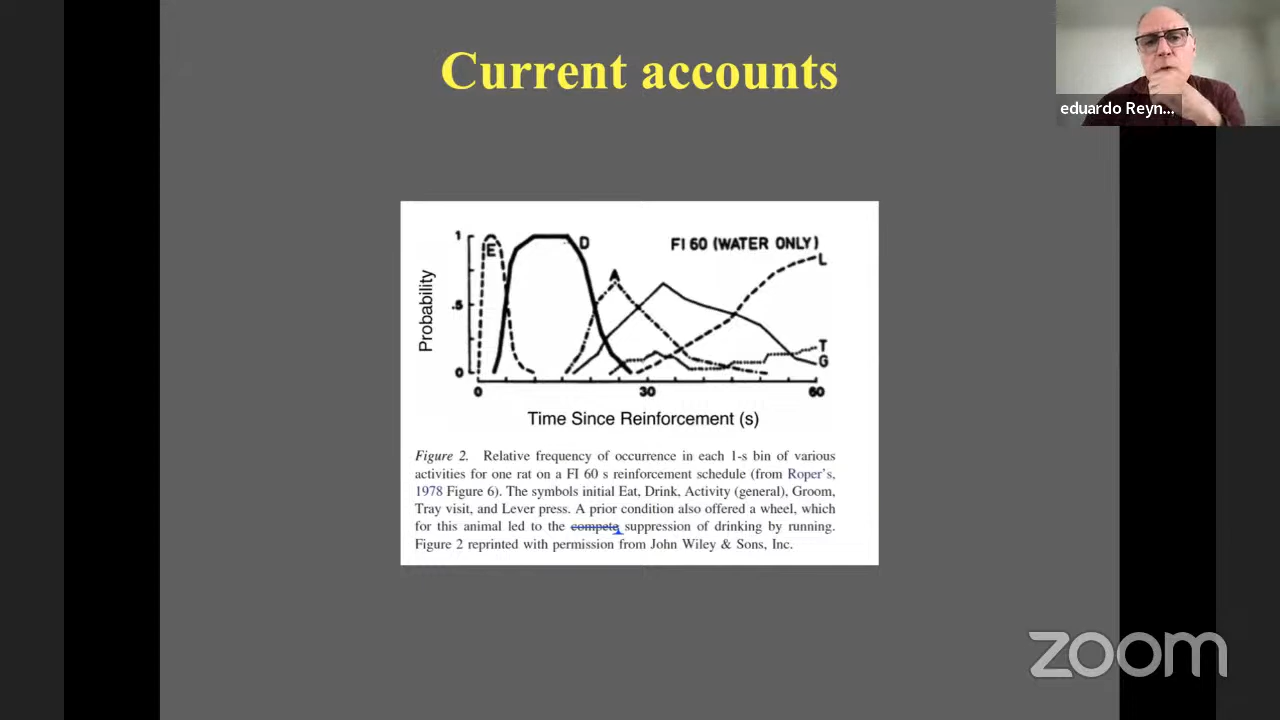 Current accounts
eduardo Reyn...
1
E
D
A
FI 60 (WATER ONLY)
L
Probability
.5
T
G
0
0
30
60
Time Since Reinforcement (s)
Figure 2. Relative frequency of occurrence in each 1-s bin of various
activities for one rat on a FI 60 s reinforcement schedule (from Roper's,
1978 Figure 6). The symbols initial Eat, Drink, Activity (general), Groom,
Tray visit, and Lever press. A prior condition also offered a wheel, which
for this animal led to the compete suppression of drinking by running.
Figure 2 reprinted with permission from John Wiley & Sons, Inc.
zoom